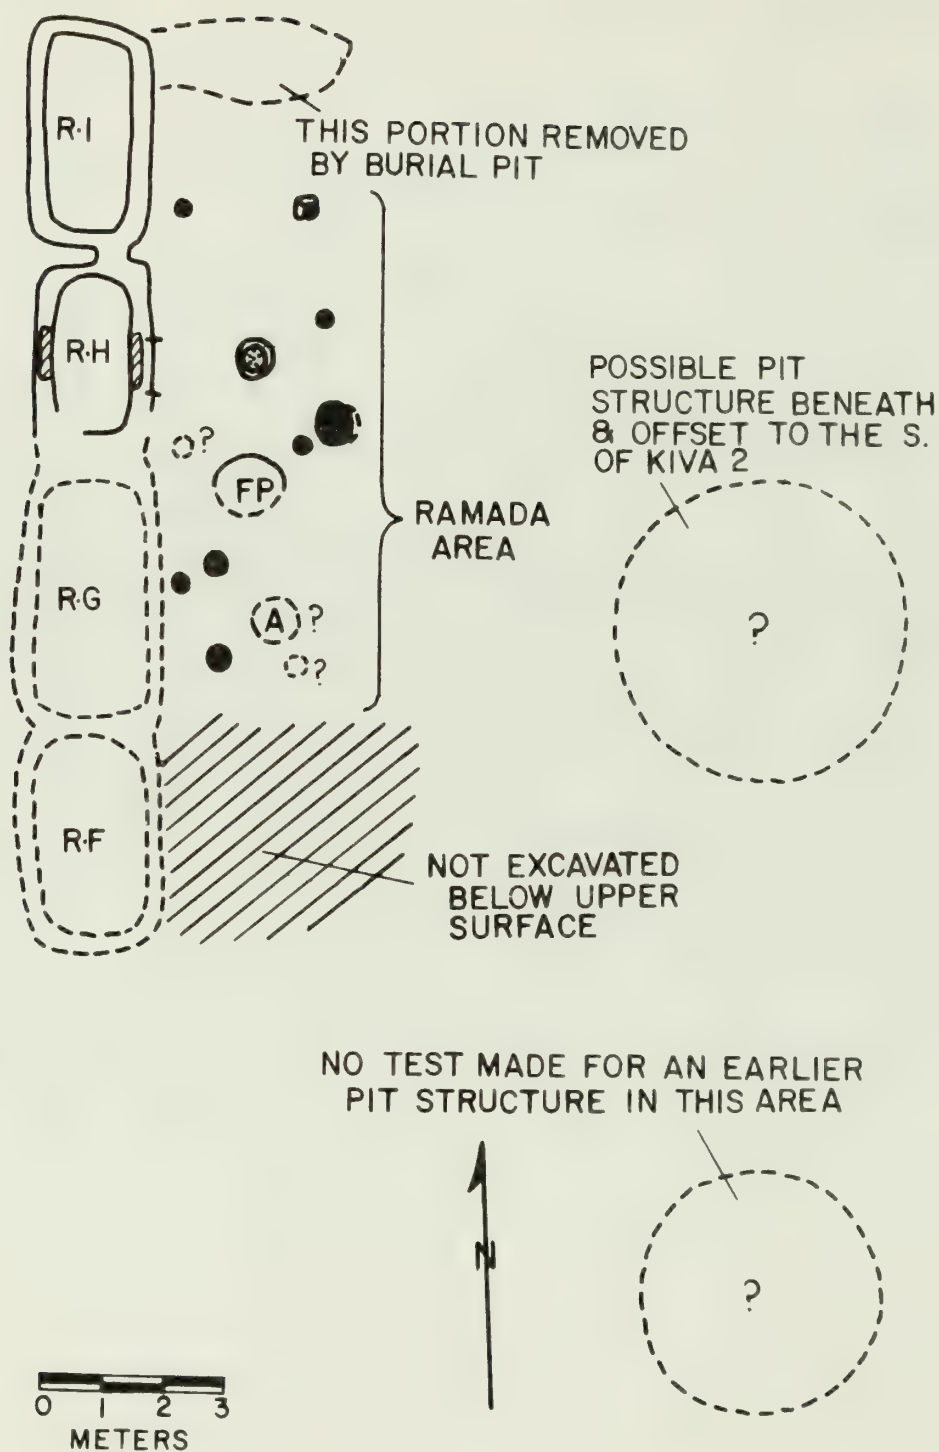 R·I
THIS PORTION REMOVED
BY BURIAL PIT
R·H
POSSIBLE PIT
STRUCTURE BENEATH
& OFFSET TO THE S.
OF KIVA 2
?
FP
RAMADA
AREA
R·G
A ?
?
?
R·F
NOT EXCAVATED
BELOW UPPER
SURFACE
NO TEST MADE FOR AN EARLIER
PIT STRUCTURE IN THIS AREA
N
?
0 1 2 3
METERS